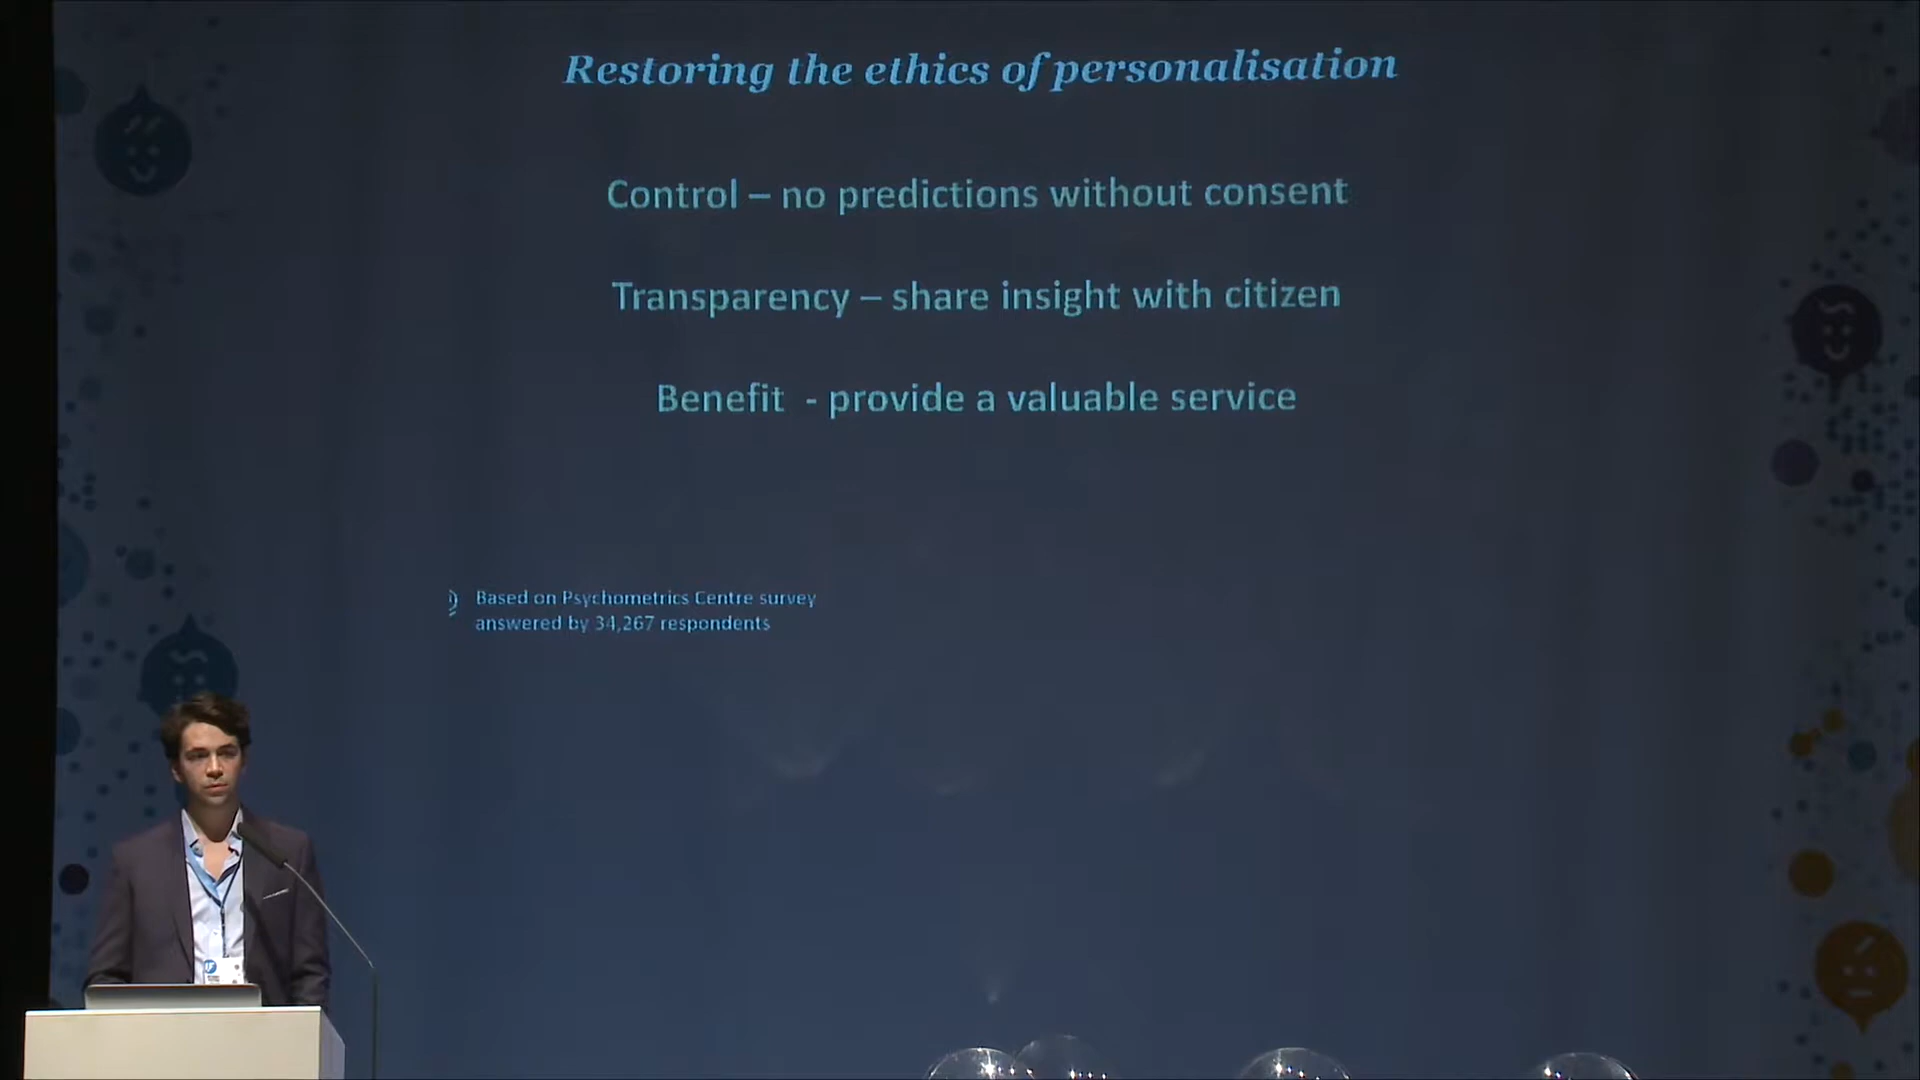 Restoring the ethics of personalisation
Control – no predictions without consent
Transparency – share insight with citizen
Benefit - provide a valuable service
Based on Psychometrics Centre survey
answered by 34,267 respondents